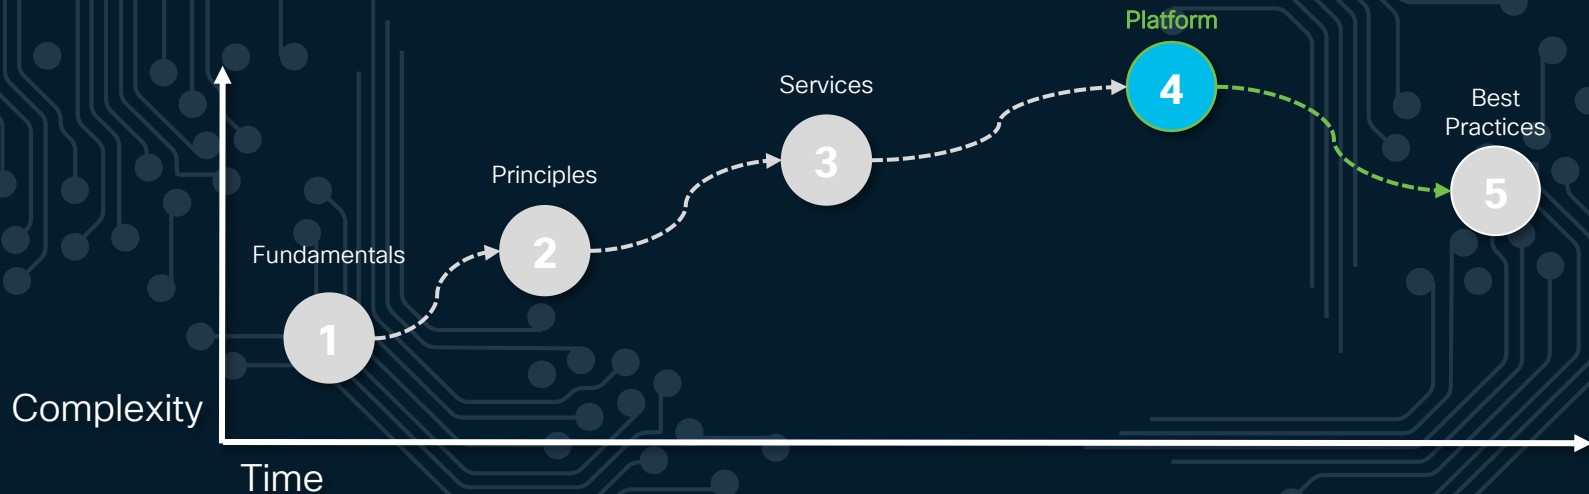 Platform
4
Services
3
Best
Practices
5
Principles
2
Fundamentals
1
Complexity
Time